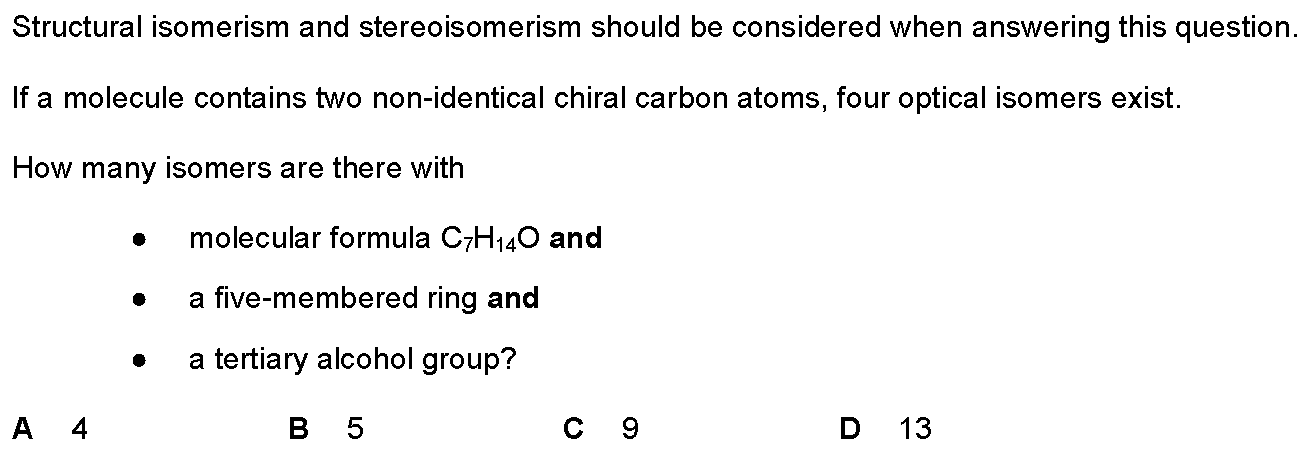 Structural isomerism and stereoisomerism should be considered when answering this question.
If a molecule contains two non-identical chiral carbon atoms, four optical isomers exist.
How many isomers are there with
● molecular formula C₇H₁₄O and
● a five-membered ring and
● a tertiary alcohol group?
A 4 B 5 C 9 D 13